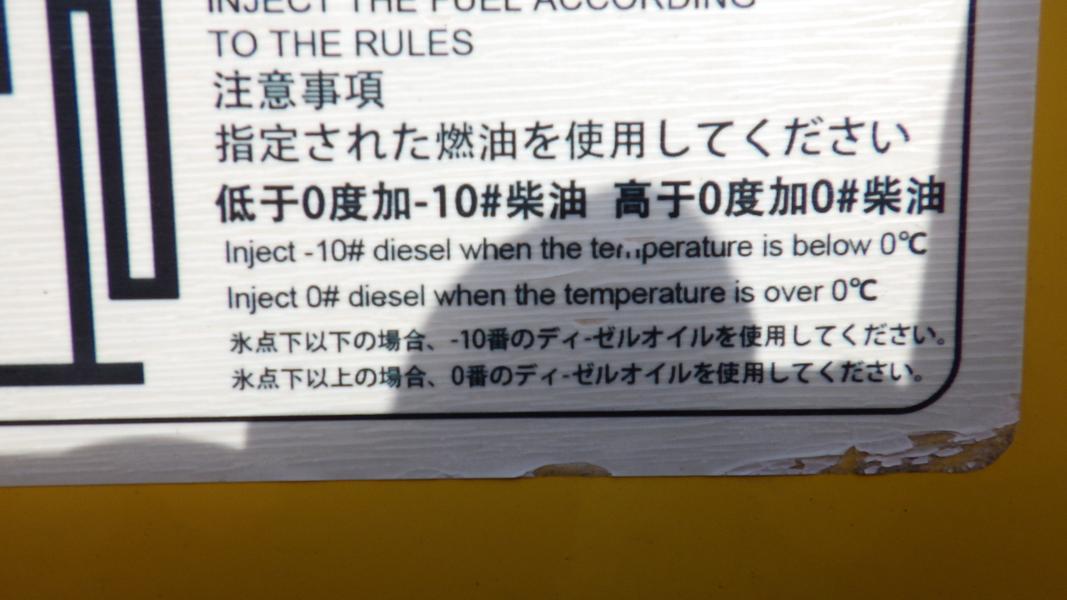 INJECT THE FUEL ACCORDING
TO THE RULES
注意事項
指定された燃油を使用してください
低于0度加-10#柴油 高于0度加0#柴油
Inject -10# diesel when the temperature is below 0℃
Inject 0# diesel when the temperature is over 0℃
氷点下以下の場合、-10番のディ-ゼルオイルを使用してください。
氷点下以上の場合、0番のディ-ゼルオイルを使用してください。